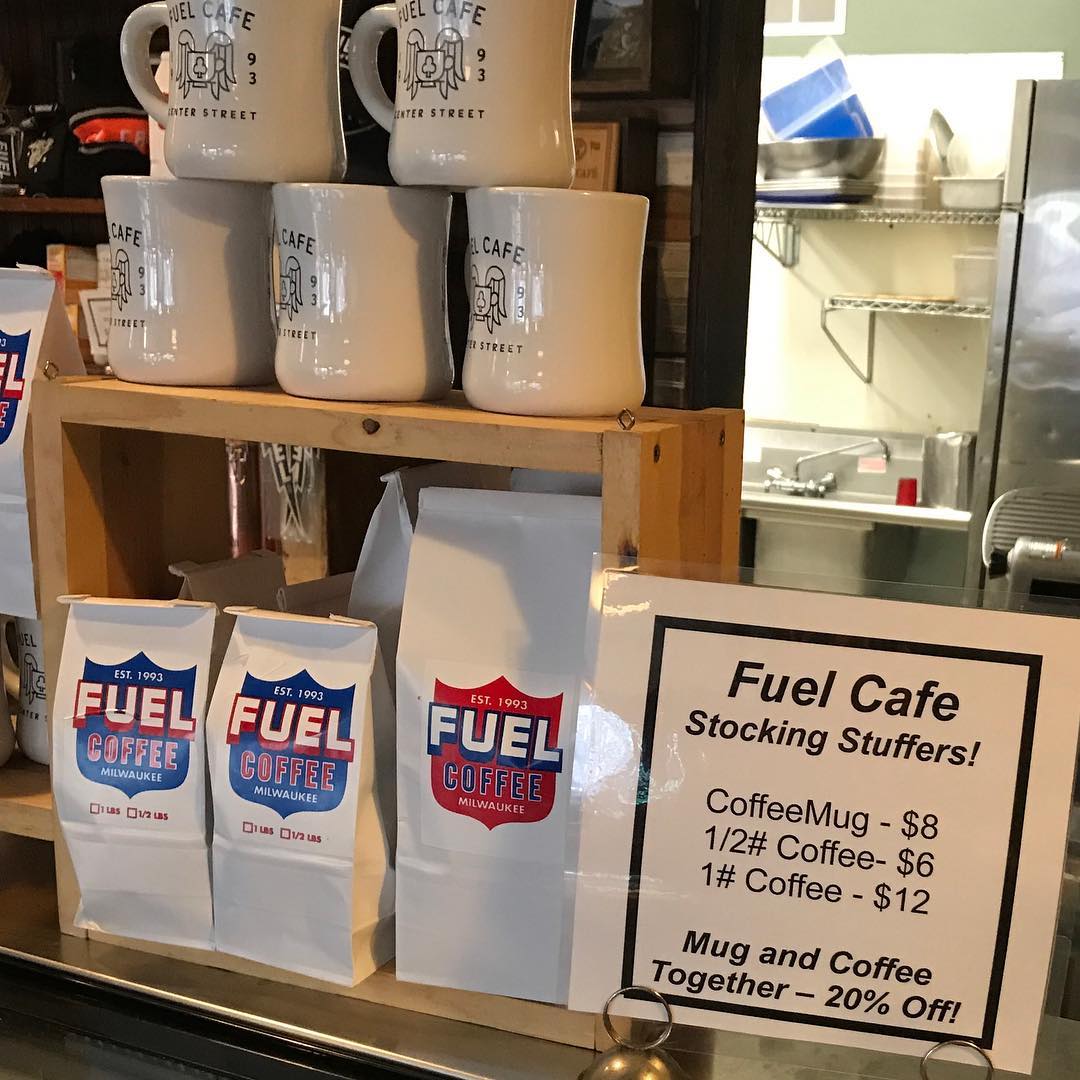 FUEL CAFE
93
CENTER STREET
FUEL CAFE
93
CENTER STREET
CAFE
93
STREET
CAFE
93
STREET
CAFE
93
STREET
EST. 1993
FUEL
COFFEE
MILWAUKEE
1 LBS 1/2 LBS
EST. 1993
FUEL
COFFEE
MILWAUKEE
1 LBS 1/2 LBS
EST. 1993
FUEL
COFFEE
MILWAUKEE
Fuel Cafe
Stocking Stuffers!
CoffeeMug - $8
1/2# Coffee- $6
1# Coffee - $12
Mug and Coffee
Together – 20% Off!